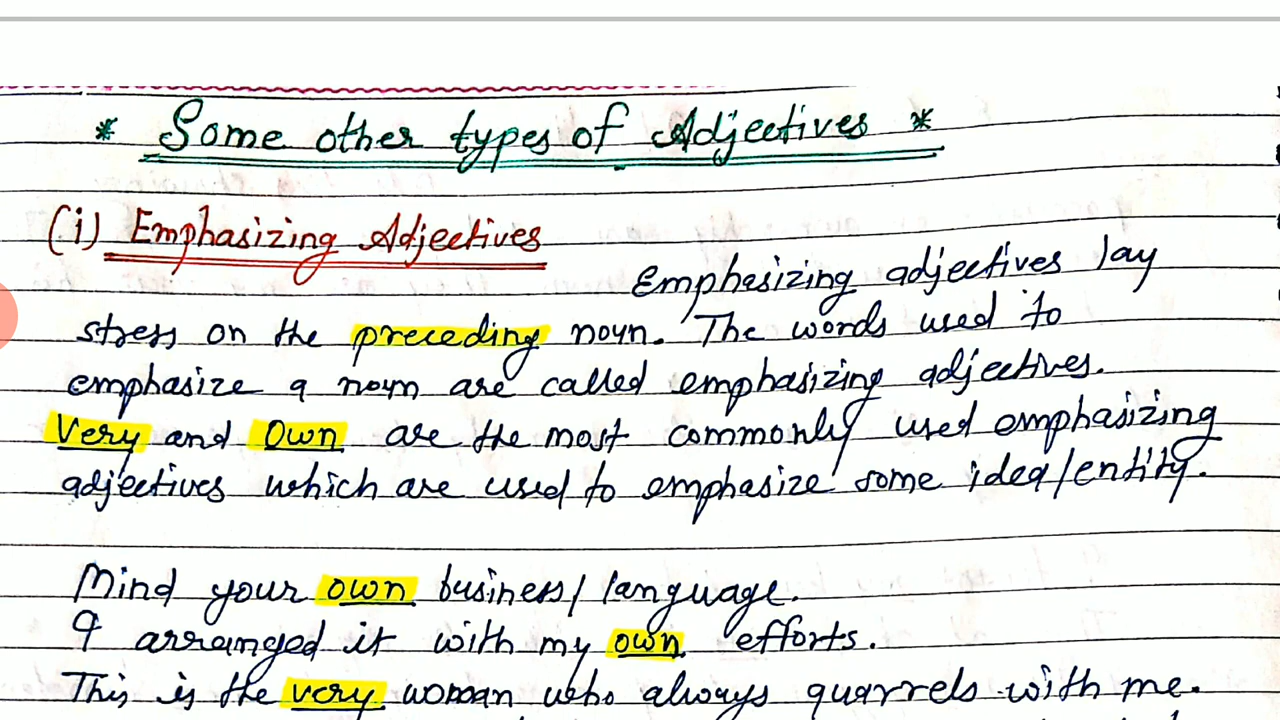 * Some other types of Adjectives *
(i) Emphasizing Adjectives
Emphasizing adjectives lay
stress on the preceding noun. The words used to
emphasize a noun are called emphasizing adjectives.
Very and Own are the most commonly used emphasizing
adjectives which are used to emphasize some idea/entity.
Mind your own business/language.
I arranged it with my own efforts.
This is the very woman who always quarrels with me.